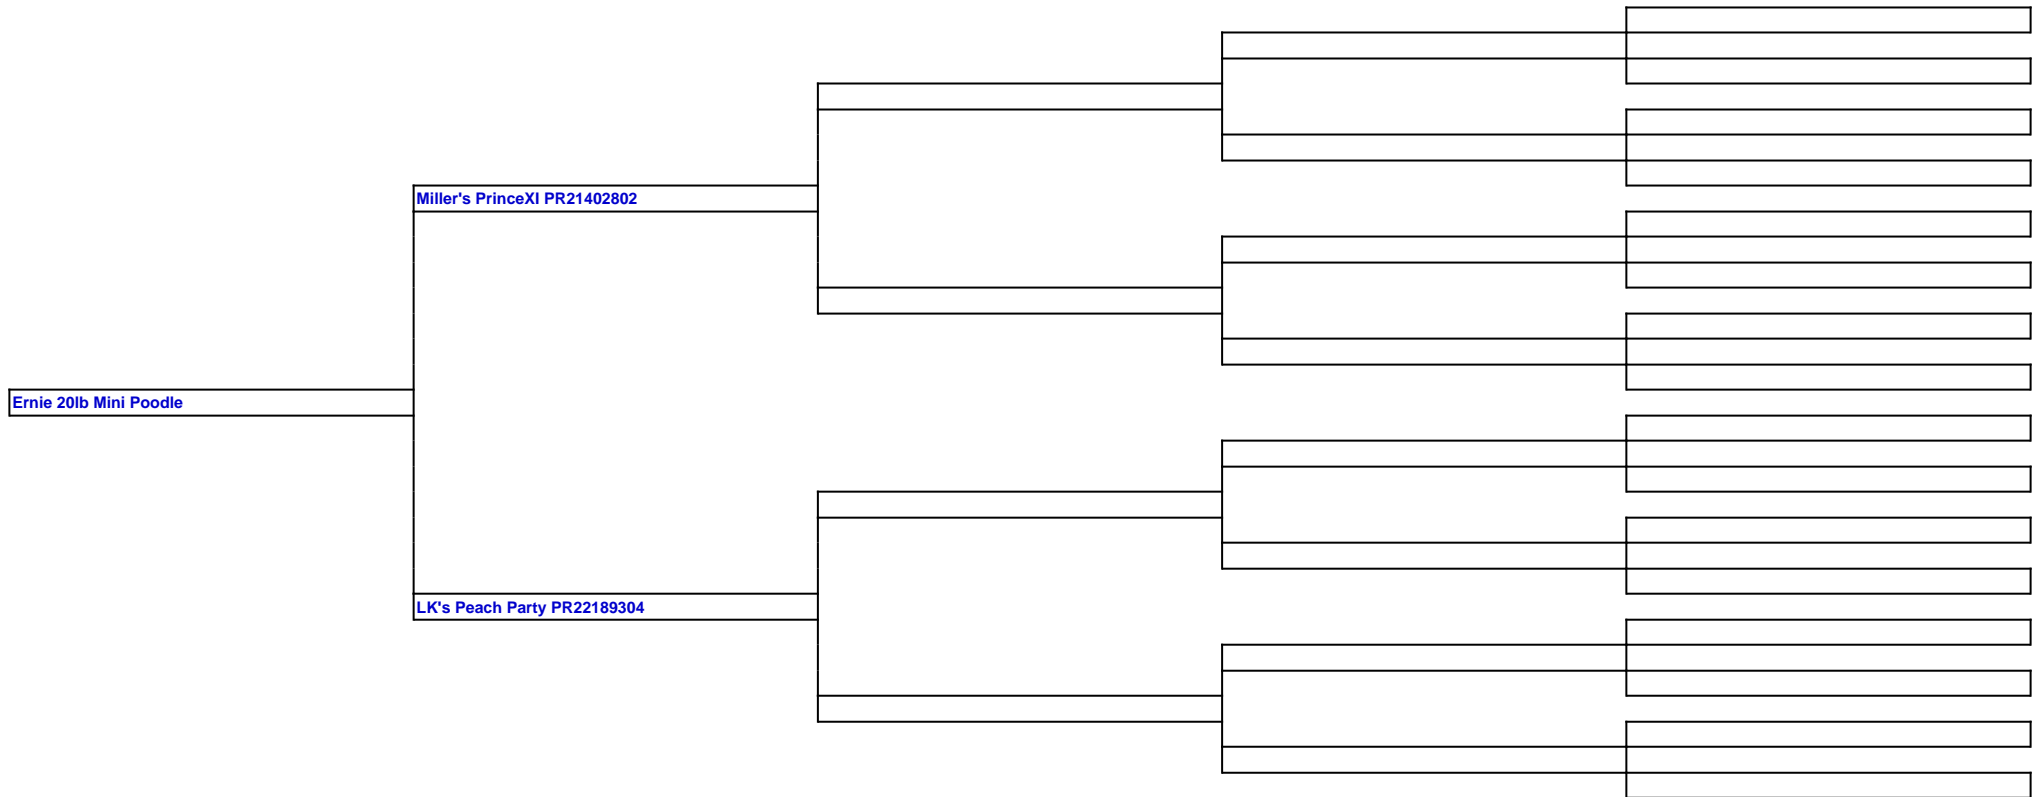 Miller's PrinceXI PR21402802
Ernie 20lb Mini Poodle
LK's Peach Party PR22189304